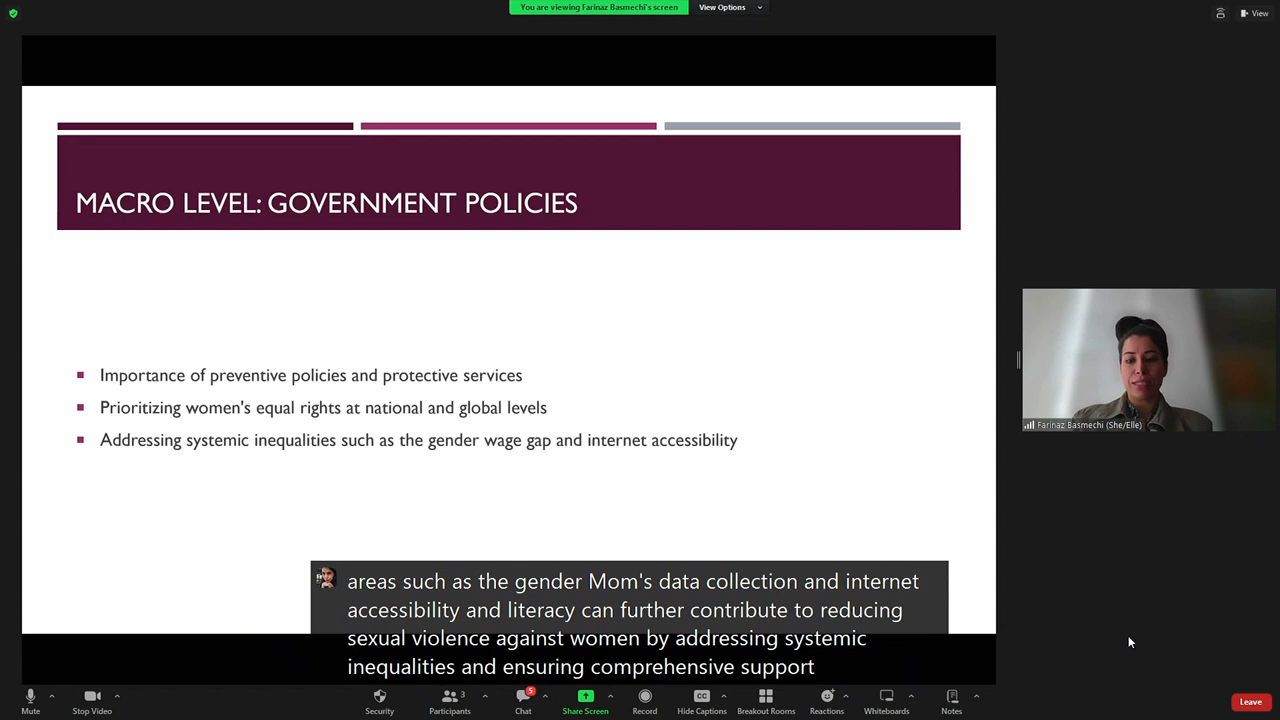 You are viewing Farinaz Basmechi's screen
View Options
View
MACRO LEVEL: GOVERNMENT POLICIES
Importance of preventive policies and protective services
Prioritizing women's equal rights at national and global levels
Addressing systemic inequalities such as the gender wage gap and internet accessibility
Farinaz Basmechi (She/Elle)
areas such as the gender Mom's data collection and internet
accessibility and literacy can further contribute to reducing
sexual violence against women by addressing systemic
inequalities and ensuring comprehensive support
Mute
Stop Video
Security
Participants
3
Chat
5
Share Screen
Record
CC
Hide Captions
Breakout Rooms
Reactions
Whiteboards
Notes
Leave